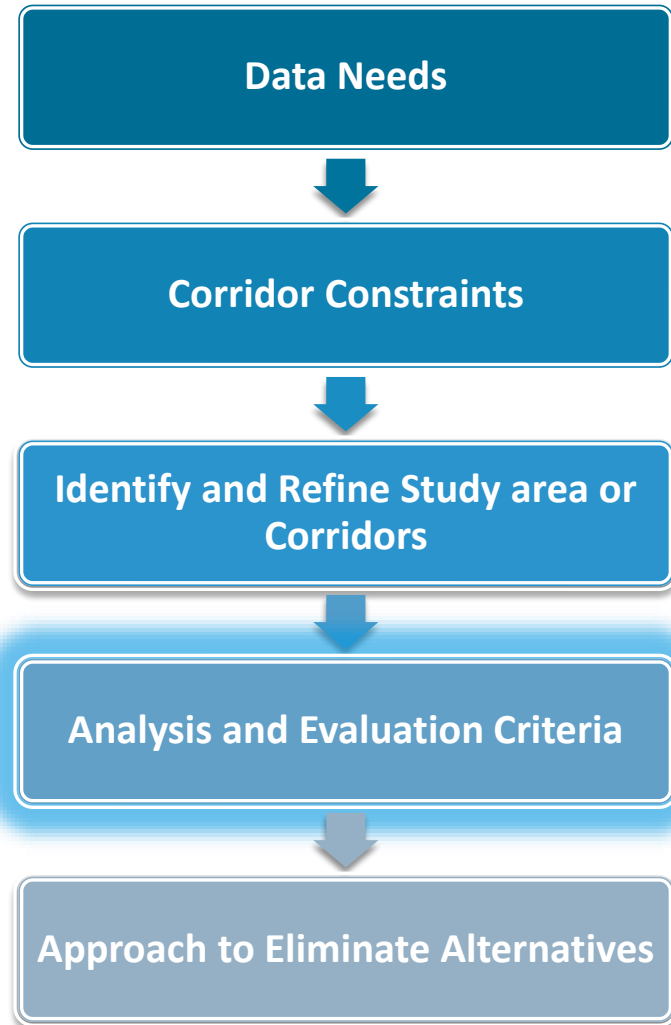 Data Needs
Corridor Constraints
Identify and Refine Study area or
Corridors
Analysis and Evaluation Criteria
Approach to Eliminate Alternatives